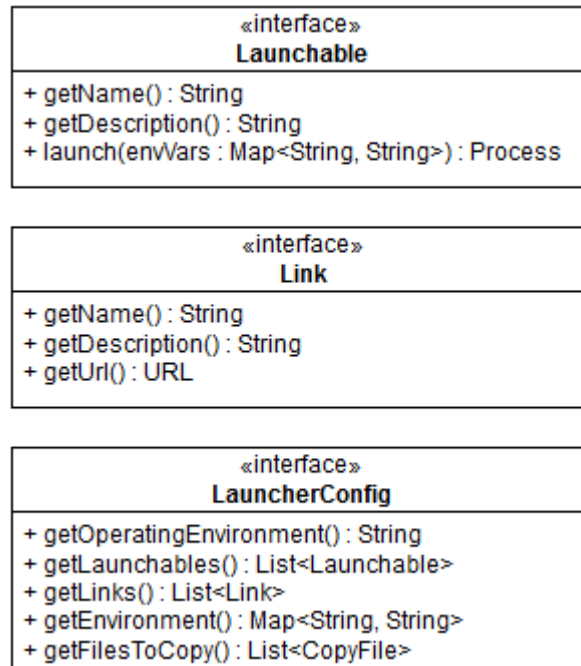 «interface»
Launchable
+ getName() : String
+ getDescription() : String
+ launch(envVars : Map<String, String>) : Process
«interface»
Link
+ getName() : String
+ getDescription() : String
+ getUrl() : URL
«interface»
LauncherConfig
+ getOperatingEnvironment() : String
+ getLaunchables() : List<Launchable>
+ getLinks() : List<Link>
+ getEnvironment() : Map<String, String>
+ getFilesToCopy() : List<CopyFile>